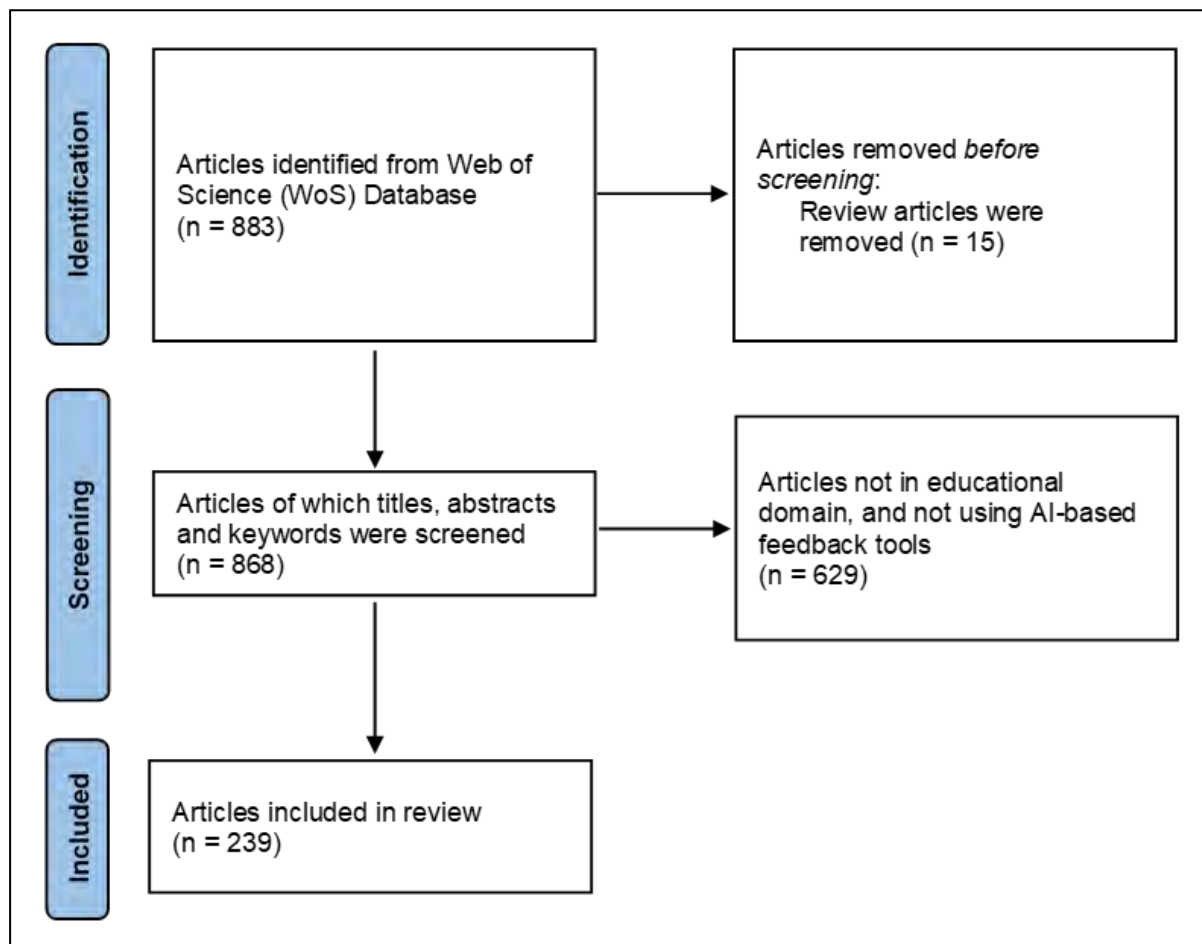 Identification
Articles identified from Web of
Science (WoS) Database
(n = 883)
Articles removed before
screening:
Review articles were
removed (n = 15)
Screening
Articles of which titles, abstracts
and keywords were screened
(n = 868)
Articles not in educational
domain, and not using AI-based
feedback tools
(n = 629)
Included
Articles included in review
(n = 239)